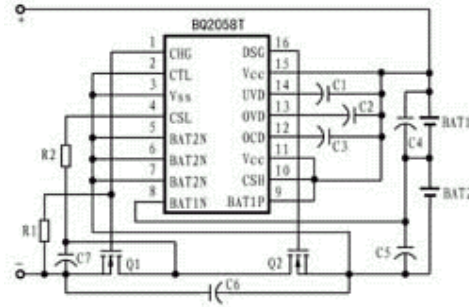 +
BQ2058T
1 CHG DSG 16
2 CTL Vcc 15
3 Vss UVD 14 C1
4 CSL OVD 13 C2
5 BAT2N OCD 12 C3
6 BAT2N Vcc 11
7 BAT2N CSH 10
8 BAT1N BAT1P 9
R2
BAT1
C4
BAT2
R1
C7
Q1
Q2
C5
C6
−